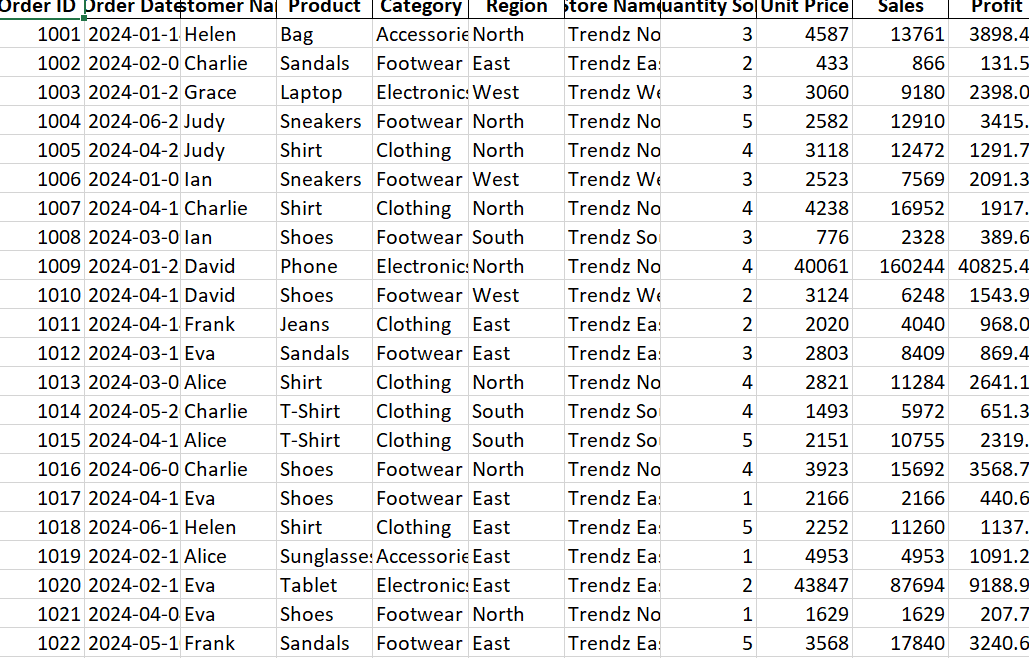 Order ID Order Date stomer Na Product Category Region Store Name uantity So Unit Price Sales Profit
1001 2024-01-1 Helen Bag Accessorie North Trendz No 3 4587 13761 3898.4
1002 2024-02-0 Charlie Sandals Footwear East Trendz Ea 2 433 866 131.5
1003 2024-01-2 Grace Laptop Electronic West Trendz We 3 3060 9180 2398.0
1004 2024-06-2 Judy Sneakers Footwear North Trendz No 5 2582 12910 3415.
1005 2024-04-2 Judy Shirt Clothing North Trendz No 4 3118 12472 1291.7
1006 2024-01-0 Ian Sneakers Footwear West Trendz We 3 2523 7569 2091.3
1007 2024-04-1 Charlie Shirt Clothing North Trendz No 4 4238 16952 1917.
1008 2024-03-0 Ian Shoes Footwear South Trendz So 3 776 2328 389.6
1009 2024-01-2 David Phone Electronic North Trendz No 4 40061 160244 40825.4
1010 2024-04-1 David Shoes Footwear West Trendz We 2 3124 6248 1543.9
1011 2024-04-1 Frank Jeans Clothing East Trendz Ea 2 2020 4040 968.0
1012 2024-03-1 Eva Sandals Footwear East Trendz Ea 3 2803 8409 869.4
1013 2024-03-0 Alice Shirt Clothing North Trendz No 4 2821 11284 2641.1
1014 2024-05-2 Charlie T-Shirt Clothing South Trendz So 4 1493 5972 651.3
1015 2024-04-1 Alice T-Shirt Clothing South Trendz So 5 2151 10755 2319.
1016 2024-06-0 Charlie Shoes Footwear North Trendz No 4 3923 15692 3568.7
1017 2024-04-1 Eva Shoes Footwear East Trendz Ea 1 2166 2166 440.6
1018 2024-06-1 Helen Shirt Clothing East Trendz Ea 5 2252 11260 1137.
1019 2024-02-1 Alice Sunglasses Accessorie East Trendz Ea 1 4953 4953 1091.2
1020 2024-02-1 Eva Tablet Electronic East Trendz Ea 2 43847 87694 9188.9
1021 2024-04-0 Eva Shoes Footwear North Trendz No 1 1629 1629 207.7
1022 2024-05-1 Frank Sandals Footwear East Trendz Ea 5 3568 17840 3240.6